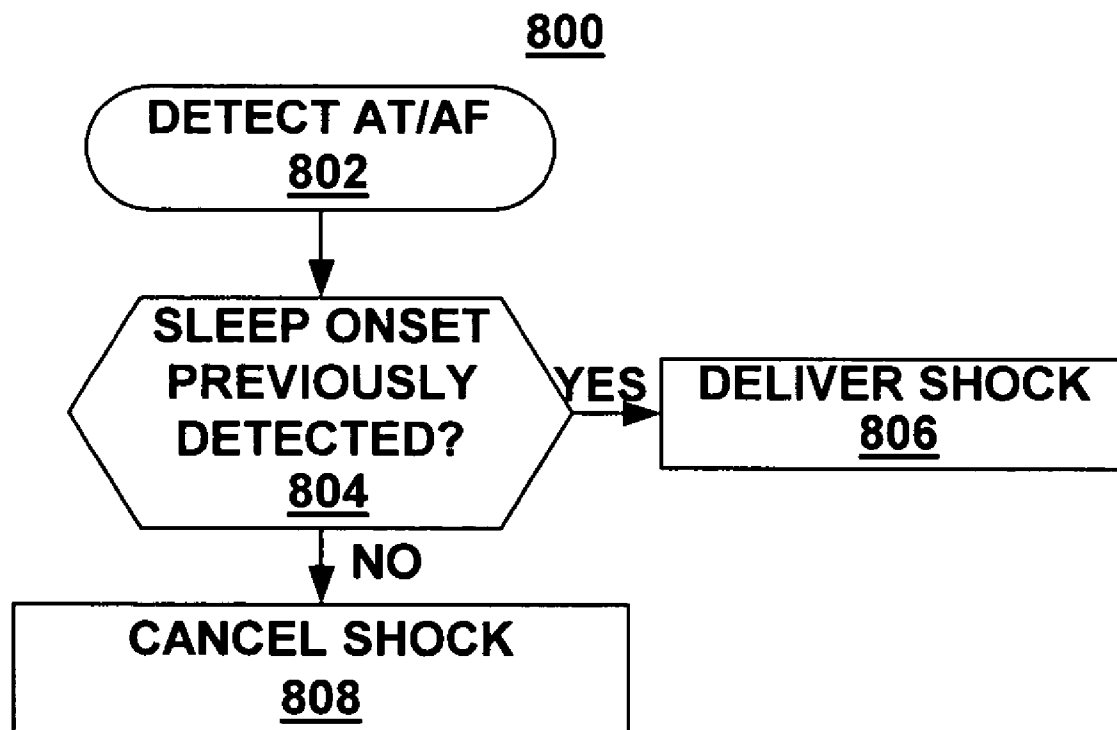 800
DETECT AT/AF
802
SLEEP ONSET
PREVIOUSLY
DETECTED?
804
YES
DELIVER SHOCK
806
NO
CANCEL SHOCK
808